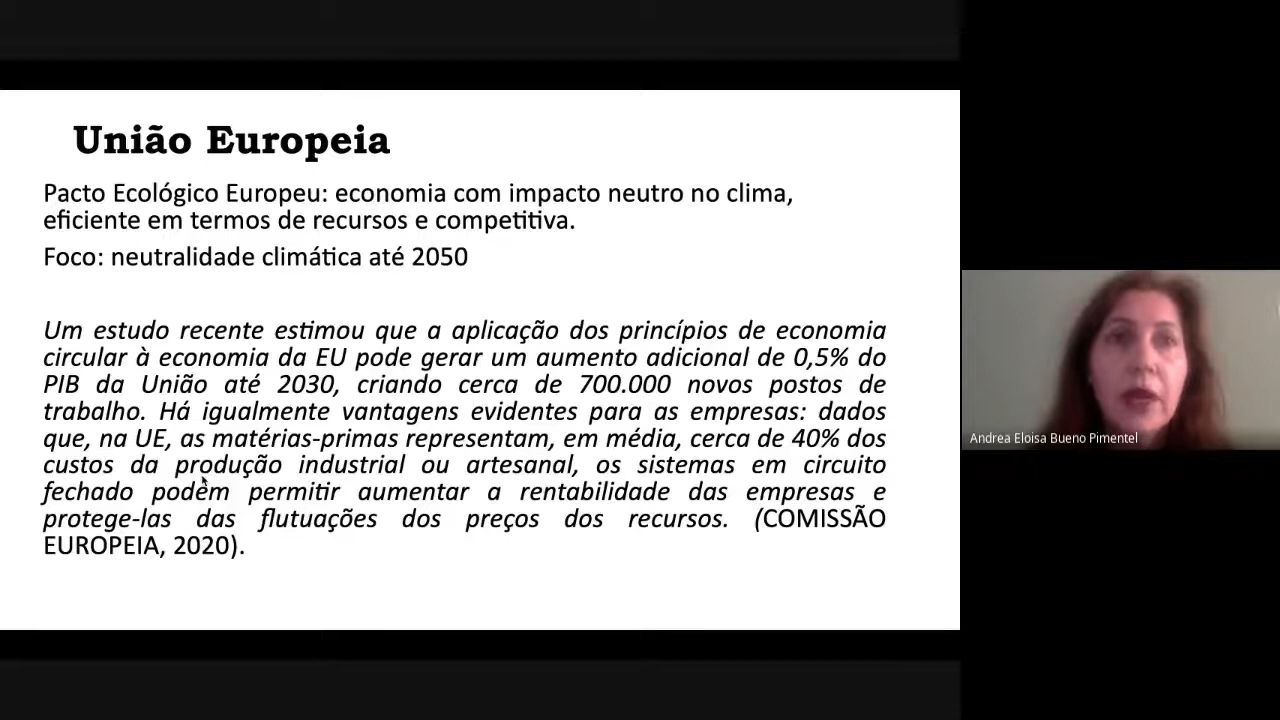 União Europeia
Pacto Ecológico Europeu: economia com impacto neutro no clima,
eficiente em termos de recursos e competitiva.
Foco: neutralidade climática até 2050
Um estudo recente estimou que a aplicação dos princípios de economia
circular à economia da EU pode gerar um aumento adicional de 0,5% do
PIB da União até 2030, criando cerca de 700.000 novos postos de
trabalho. Há igualmente vantagens evidentes para as empresas: dados
que, na UE, as matérias-primas representam, em média, cerca de 40% dos
custos da produção industrial ou artesanal, os sistemas em circuito
fechado podem permitir aumentar a rentabilidade das empresas e
protege-las das flutuações dos preços dos recursos. (COMISSÃO
EUROPEIA, 2020).
Andrea Eloisa Bueno Pimentel